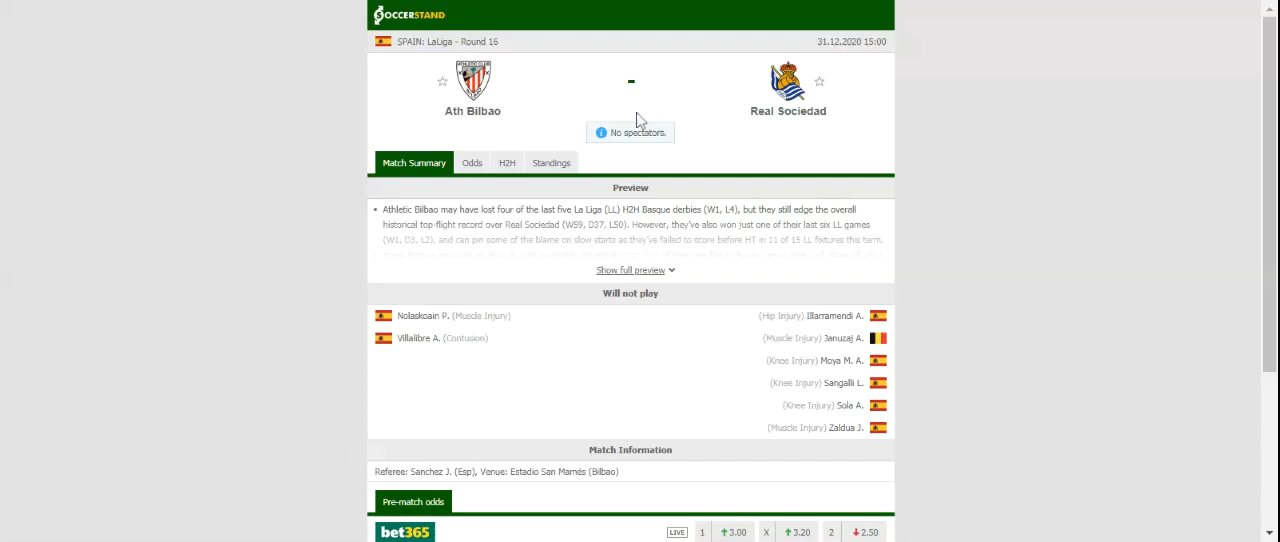 SOCCERSTAND
SPAIN: LaLiga - Round 16 31.12.2020 15:00
-
Ath Bilbao Real Sociedad
No spectators.
Match Summary Odds H2H Standings
Preview
• Athletic Bilbao may have lost four of the last five La Liga (LL) H2H Basque derbies (W1, L4), but they still edge the overall
historical top-flight record over Real Sociedad (W59, D37, L50). However, they've also won just one of their last six LL games
(W1, D3, L2), and can pin some of the blame on slow starts as they've failed to score before HT in 11 of 15 LL fixtures this term.
Show full preview
Will not play
Nolaskoain P. (Muscle Injury) (Hip Injury) Illarramendi A.
Villalibre A. (Contusion) (Muscle Injury) Januzaj A.
(Knee Injury) Moya M. A.
(Knee Injury) Sangalli L.
(Knee Injury) Sola A.
(Muscle Injury) Zaldua J.
Match Information
Referee: Sanchez J. (Esp), Venue: Estadio San Mamés (Bilbao)
Pre-match odds
bet365 LIVE 1 3.00 X 3.20 2 2.50